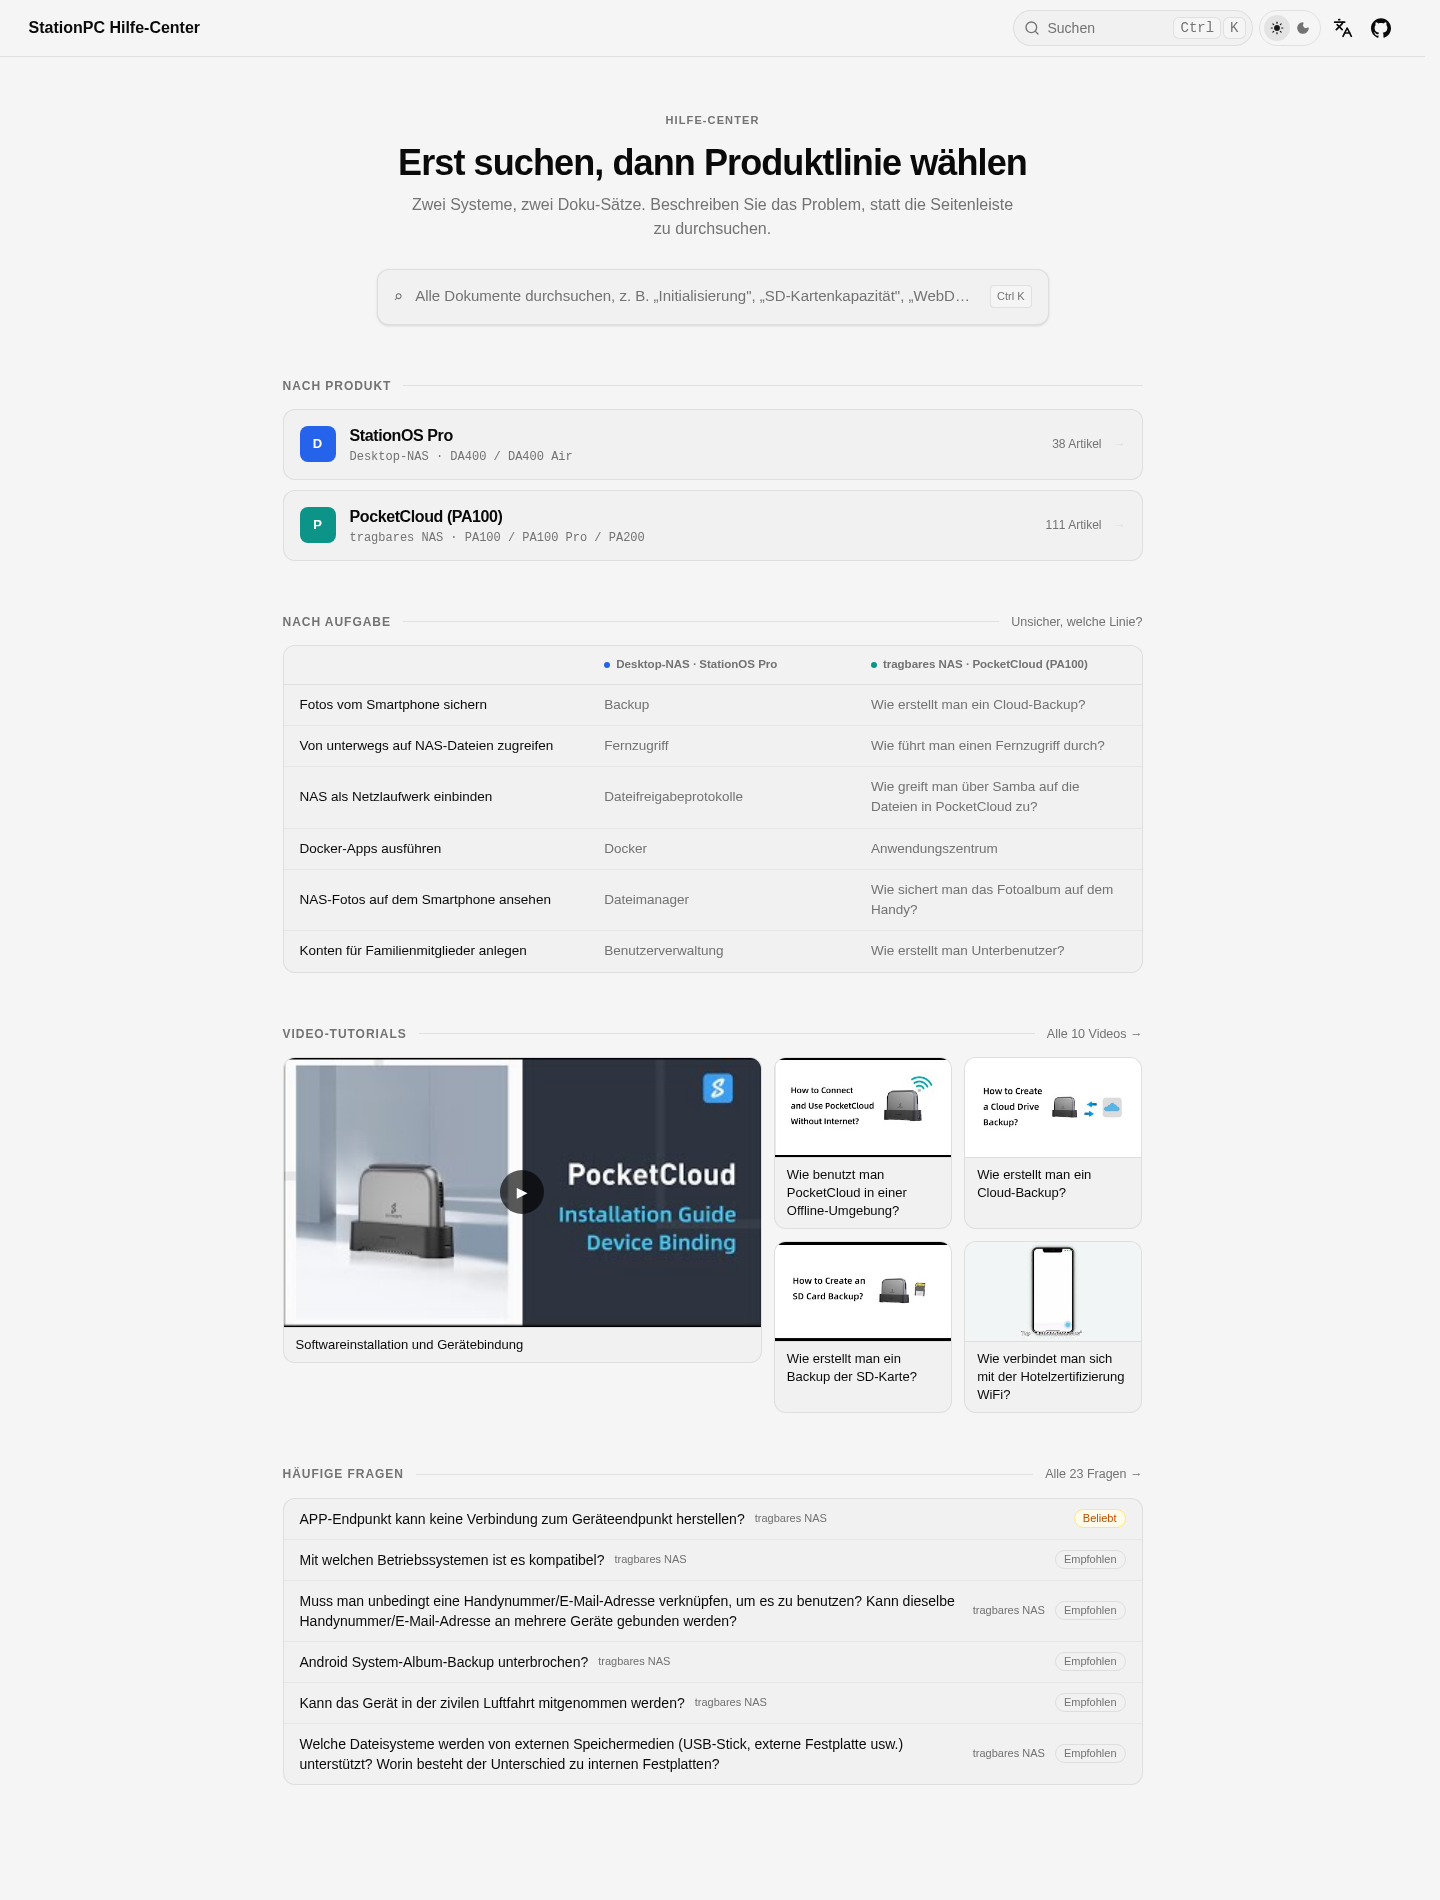 StationPC Hilfe-Center
Suchen
Ctrl K
HILFE-CENTER
Erst suchen, dann Produktlinie wählen
Zwei Systeme, zwei Doku-Sätze. Beschreiben Sie das Problem, statt die Seitenleiste
zu durchsuchen.
Alle Dokumente durchsuchen, z. B. „Initialisierung", „SD-Kartenkapazität", „WebD…
Ctrl K
NACH PRODUKT
D
StationOS Pro
Desktop-NAS · DA400 / DA400 Air
38 Artikel →
P
PocketCloud (PA100)
tragbares NAS · PA100 / PA100 Pro / PA200
111 Artikel →
NACH AUFGABE
Unsicher, welche Linie?
Desktop-NAS · StationOS Pro
tragbares NAS · PocketCloud (PA100)
Fotos vom Smartphone sichern
Backup
Wie erstellt man ein Cloud-Backup?
Von unterwegs auf NAS-Dateien zugreifen
Fernzugriff
Wie führt man einen Fernzugriff durch?
NAS als Netzlaufwerk einbinden
Dateifreigabeprotokolle
Wie greift man über Samba auf die
Dateien in PocketCloud zu?
Docker-Apps ausführen
Docker
Anwendungszentrum
NAS-Fotos auf dem Smartphone ansehen
Dateimanager
Wie sichert man das Fotoalbum auf dem
Handy?
Konten für Familienmitglieder anlegen
Benutzerverwaltung
Wie erstellt man Unterbenutzer?
VIDEO-TUTORIALS
Alle 10 Videos →
PocketCloud
Installation Guide
Device Binding
Softwareinstallation und Gerätebindung
How to Connect
and Use PocketCloud
Without Internet?
Wie benutzt man
PocketCloud in einer
Offline-Umgebung?
How to Create
a Cloud Drive
Backup?
Wie erstellt man ein
Cloud-Backup?
How to Create an
SD Card Backup?
Wie erstellt man ein
Backup der SD-Karte?
Wie verbindet man sich
mit der Hotelzertifizierung
WiFi?
HÄUFIGE FRAGEN
Alle 23 Fragen →
APP-Endpunkt kann keine Verbindung zum Geräteendpunkt herstellen? tragbares NAS
Beliebt
Mit welchen Betriebssystemen ist es kompatibel? tragbares NAS
Empfohlen
Muss man unbedingt eine Handynummer/E-Mail-Adresse verknüpfen, um es zu benutzen? Kann dieselbe
Handynummer/E-Mail-Adresse an mehrere Geräte gebunden werden?
tragbares NAS
Empfohlen
Android System-Album-Backup unterbrochen? tragbares NAS
Empfohlen
Kann das Gerät in der zivilen Luftfahrt mitgenommen werden? tragbares NAS
Empfohlen
Welche Dateisysteme werden von externen Speichermedien (USB-Stick, externe Festplatte usw.)
unterstützt? Worin besteht der Unterschied zu internen Festplatten?
tragbares NAS
Empfohlen